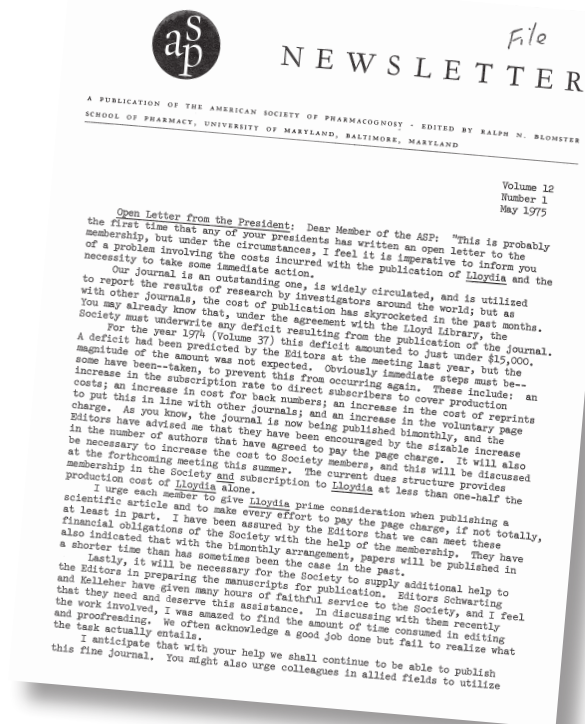 File
asp
NEWSLETTER
A PUBLICATION OF THE AMERICAN SOCIETY OF PHARMACOGNOSY - EDITED BY RALPH N. BLOMSTER
SCHOOL OF PHARMACY, UNIVERSITY OF MARYLAND, BALTIMORE, MARYLAND
Volume 12
Number 1
May 1975
Open Letter from the President: Dear Member of the ASP: "This is probably
the first time that any of your presidents has written an open letter to the
membership, but under the circumstances, I feel it is imperative to inform you
of a problem involving the costs incurred with the publication of Lloydia and the
necessity to take some immediate action.
Our journal is an outstanding one, is widely circulated, and is utilized
to report the results of research by investigators around the world; but as
with other journals, the cost of publication has skyrocketed in the past months.
You may already know that, under the agreement with the Lloyd Library, the
Society must underwrite any deficit resulting from the publication of the journal.
For the year 1974 (Volume 37) this deficit amounted to just under $15,000.
A deficit had been predicted by the Editors at the meeting last year, but the
magnitude of the amount was not expected. Obviously immediate steps must be--
some have been--taken, to prevent this from occurring again. These include: an
increase in the subscription rate to direct subscribers to cover production
costs; an increase in cost for back numbers; an increase in the cost of reprints
to put this in line with other journals; and an increase in the voluntary page
charge. As you know, the journal is now being published bimonthly, and the
Editors have advised me that they have been encouraged by the sizable increase
in the number of authors that have agreed to pay the page charge. It will also
be necessary to increase the cost to Society members, and this will be discussed
at the forthcoming meeting this summer. The current dues structure provides
membership in the Society and subscription to Lloydia at less than one-half the
production cost of Lloydia alone.
I urge each member to give Lloydia prime consideration when publishing a
scientific article and to make every effort to pay the page charge, if not totally,
at least in part. I have been assured by the Editors that we can meet these
financial obligations of the Society with the help of the membership. They have
also indicated that with the bimonthly arrangement, papers will be published in
a shorter time than has sometimes been the case in the past.
Lastly, it will be necessary for the Society to supply additional help to
the Editors in preparing the manuscripts for publication. Editors Schwarting
and Kelleher have given many hours of faithful service to the Society, and I feel
that they need and deserve this assistance. In discussing with them recently
the work involved, I was amazed to find the amount of time consumed in editing
and proofreading. We often acknowledge a good job done but fail to realize what
the task actually entails.
I anticipate that with your help we shall continue to be able to publish
this fine journal. You might also urge colleagues in allied fields to utilize